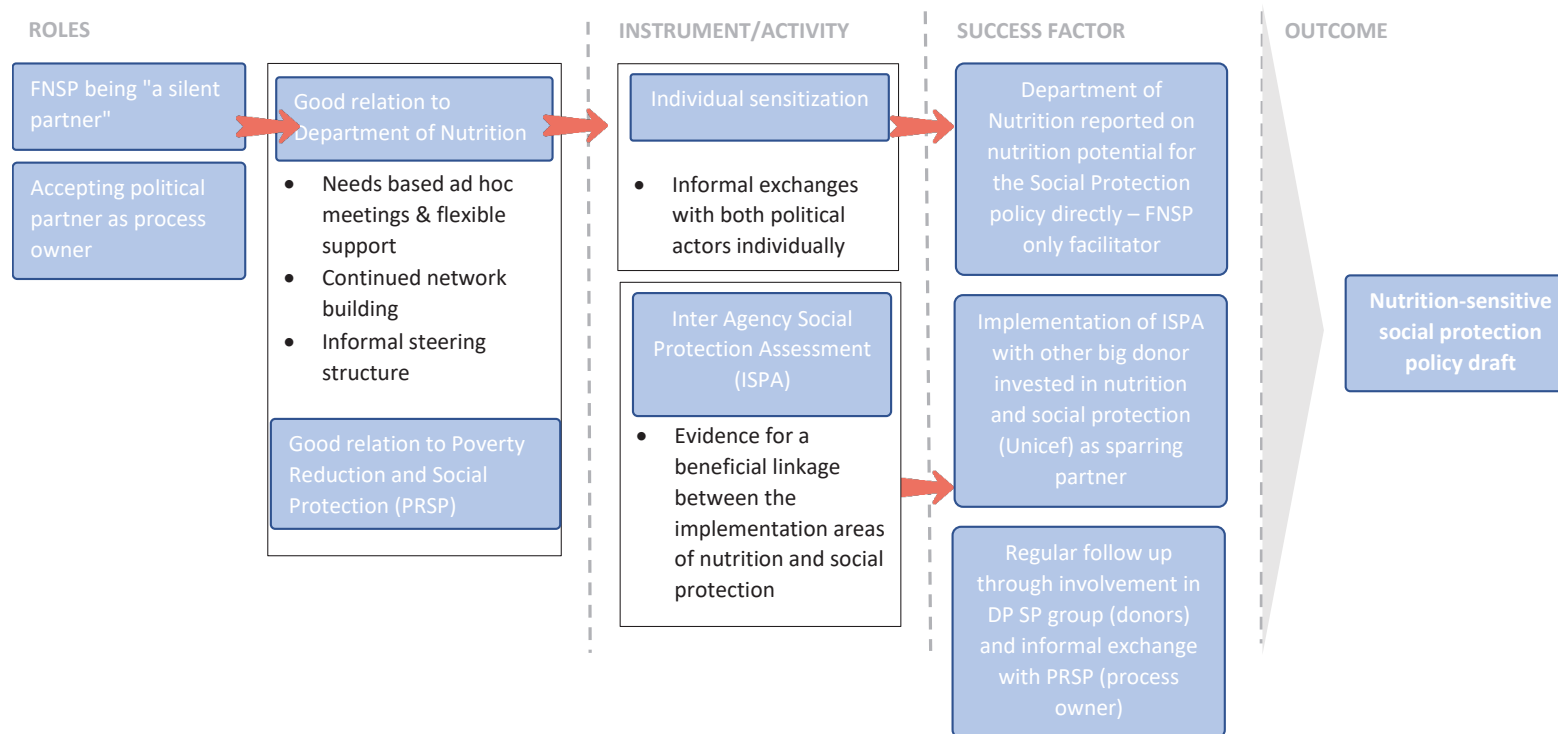 ROLES
FNSP being "a silent
partner"
Accepting political
partner as process
owner
Good relation to
Department of Nutrition
• Needs based ad hoc
meetings & flexible
support
• Continued network
building
• Informal steering
structure
Good relation to Poverty
Reduction and Social
Protection (PRSP)
INSTRUMENT/ACTIVITY
Individual sensitization
• Informal exchanges
with both political
actors individually
Inter Agency Social
Protection Assessment
(ISPA)
• Evidence for a
beneficial linkage
between the
implementation areas
of nutrition and social
protection
SUCCESS FACTOR
Department of
Nutrition reported on
nutrition potential for
the Social Protection
policy directly – FNSP
only facilitator
Implementation of ISPA
with other big donor
invested in nutrition
and social protection
(Unicef) as sparring
partner
Regular follow up
through involvement in
DP SP group (donors)
and informal exchange
with PRSP (process
owner)
OUTCOME
Nutrition-sensitive
social protection
policy draft